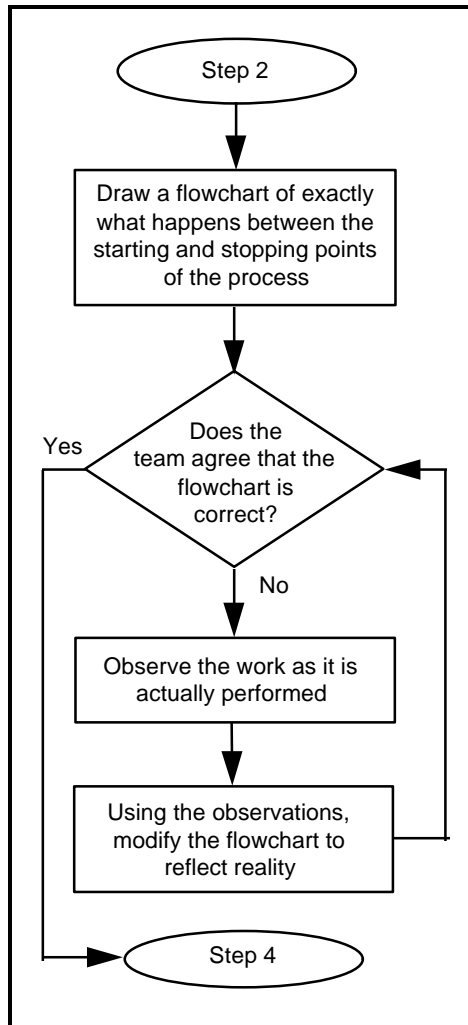 Step 2
Draw a flowchart of exactly
what happens between the
starting and stopping points
of the process
Yes
Does the
team agree that the
flowchart is
correct?
No
Observe the work as it is
actually performed
Using the observations,
modify the flowchart to
reflect reality
Step 4